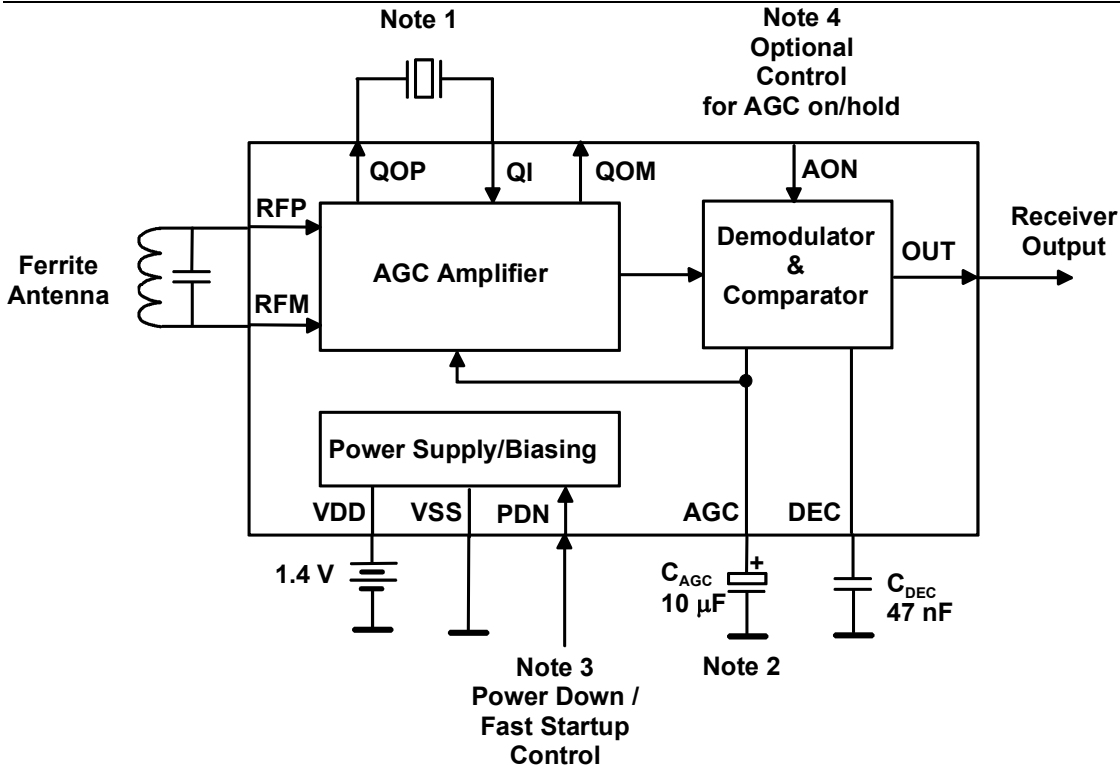 Note 1
Note 4
Optional
Control
for AGC on/hold
QOP
QI
QOM
AON
RFP
RFM
Ferrite
Antenna
AGC Amplifier
Demodulator
&
Comparator
OUT
Receiver
Output
Power Supply/Biasing
VDD
VSS
PDN
AGC
DEC
1.4 V
+
CAGC
10 μF
CDEC
47 nF
Note 3
Power Down /
Fast Startup
Control
Note 2